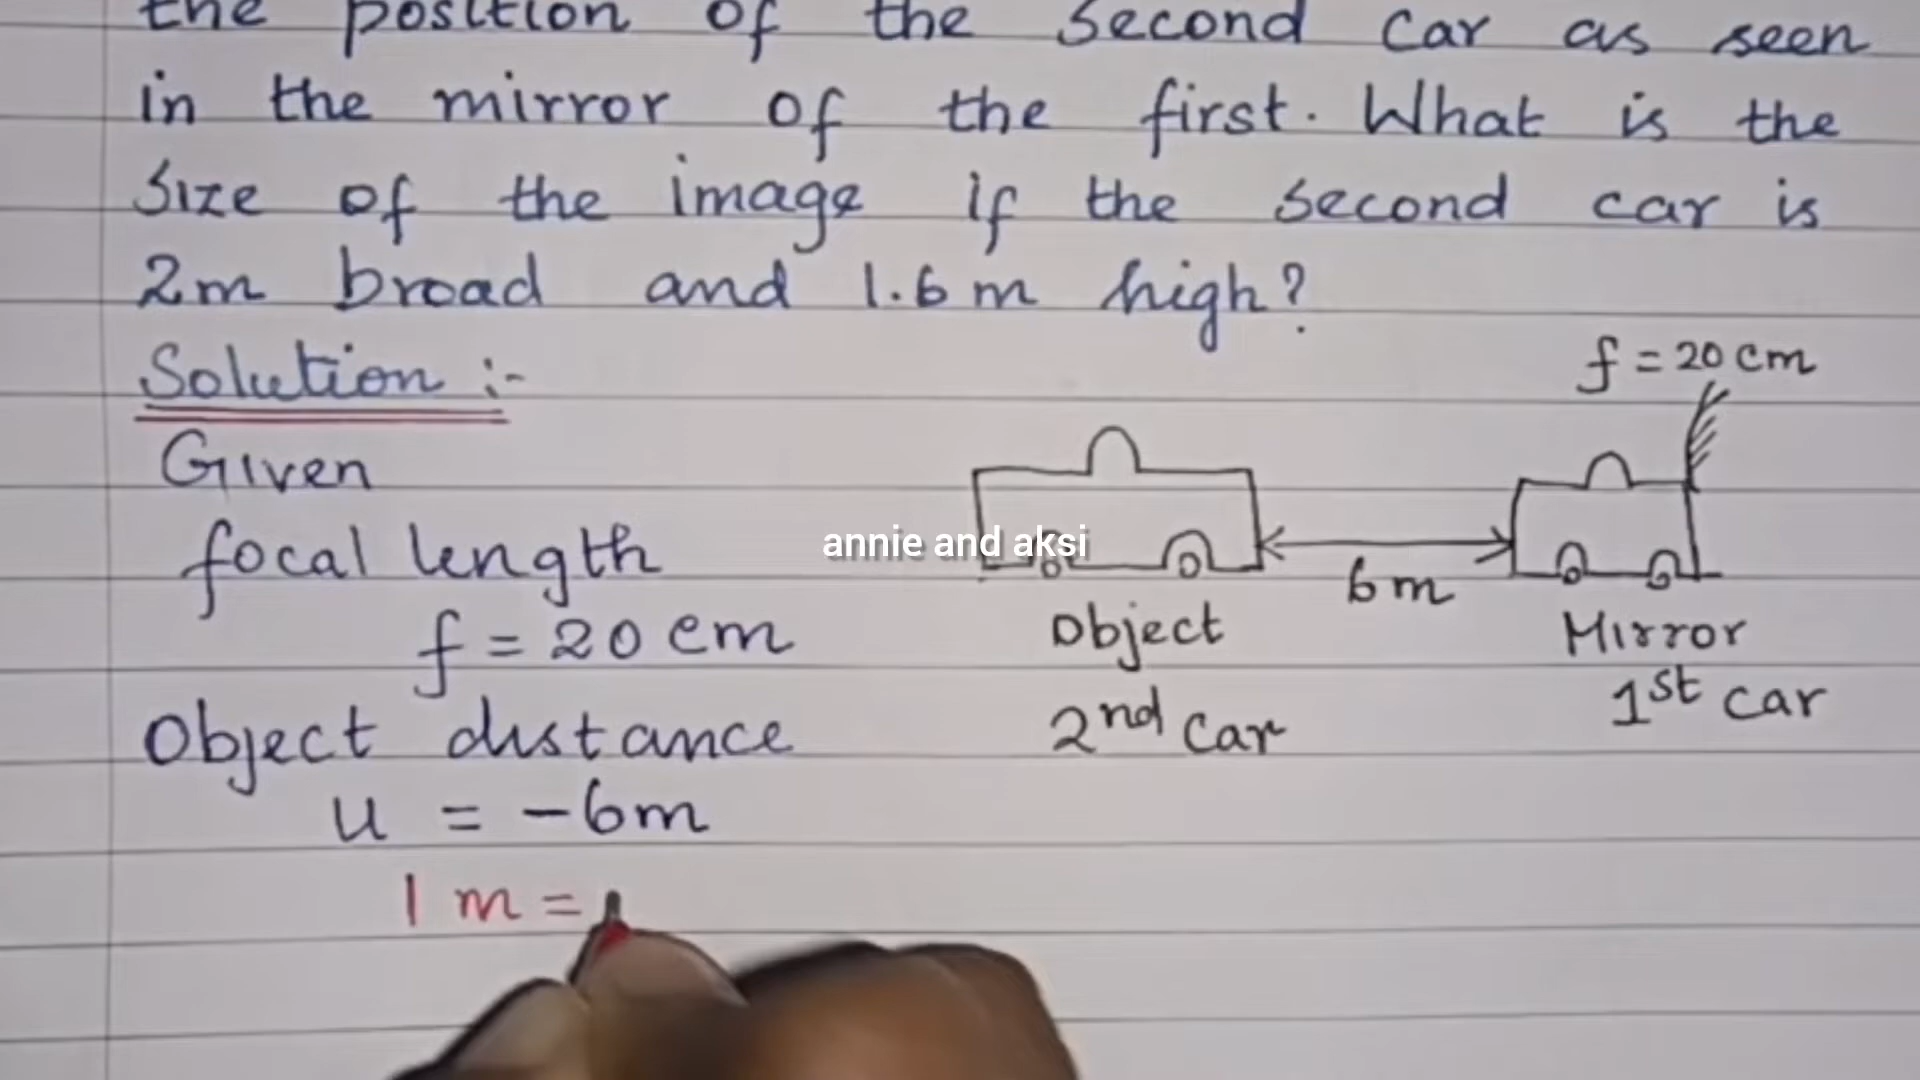 the position of the second car as seen
in the mirror of the first. What is the
size of the image if the second car is
2m broad and 1.6 m high?
Solution :-
Given
focal length
f = 20 cm
Object distance
u = -6m
1 m =
f = 20 cm
6 m
Object
2nd Car
Mirror
1st car
annie and aksi